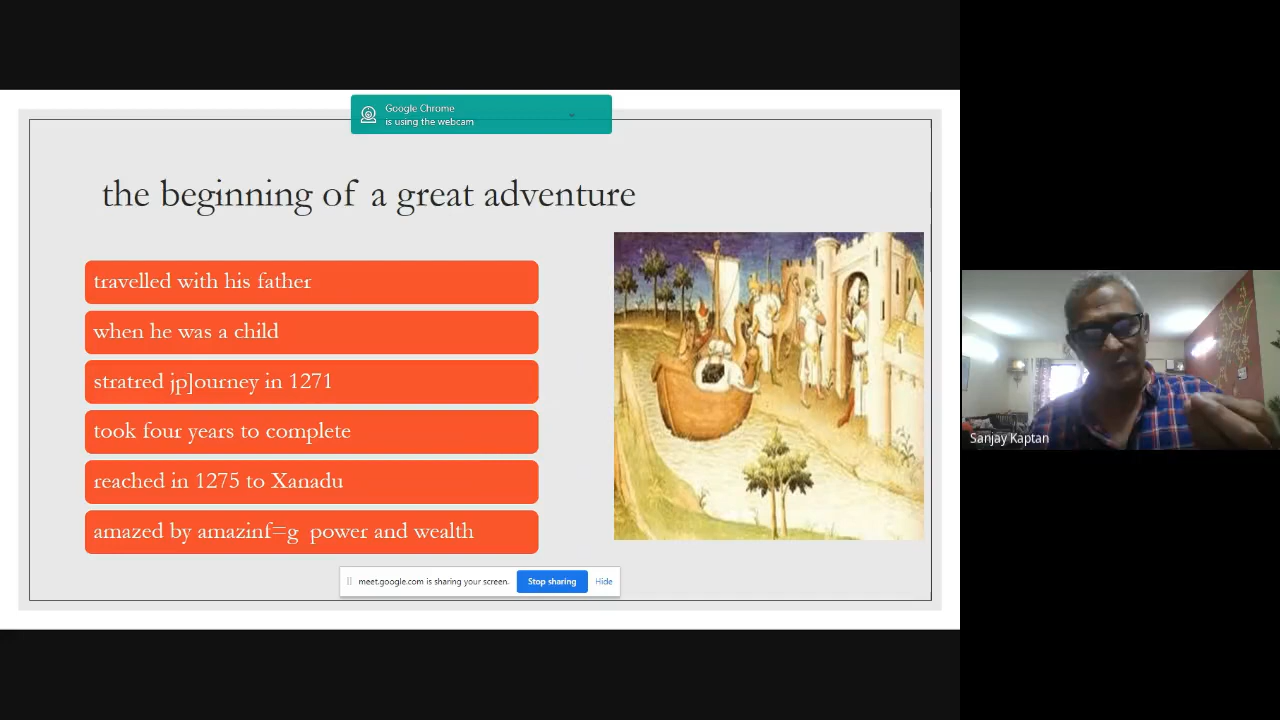 Google Chrome
is using the webcam
the beginning of a great adventure
travelled with his father
when he was a child
stratred jp]ourney in 1271
took four years to complete
reached in 1275 to Xanadu
amazed by amazinf=g power and wealth
meet.google.com is sharing your screen.
Stop sharing
Hide
Sanjay Kaptan